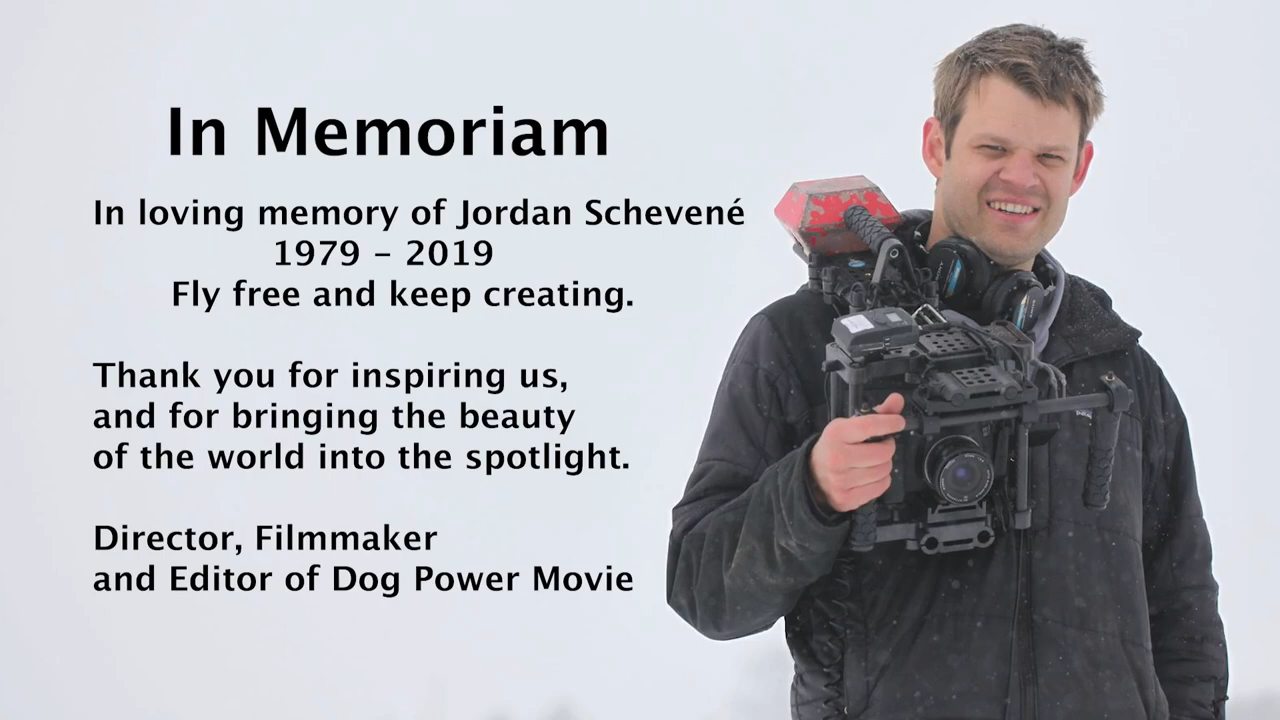 In Memoriam
In loving memory of Jordan Schevené
1979 – 2019
Fly free and keep creating.
Thank you for inspiring us,
and for bringing the beauty
of the world into the spotlight.
Director, Filmmaker
and Editor of Dog Power Movie